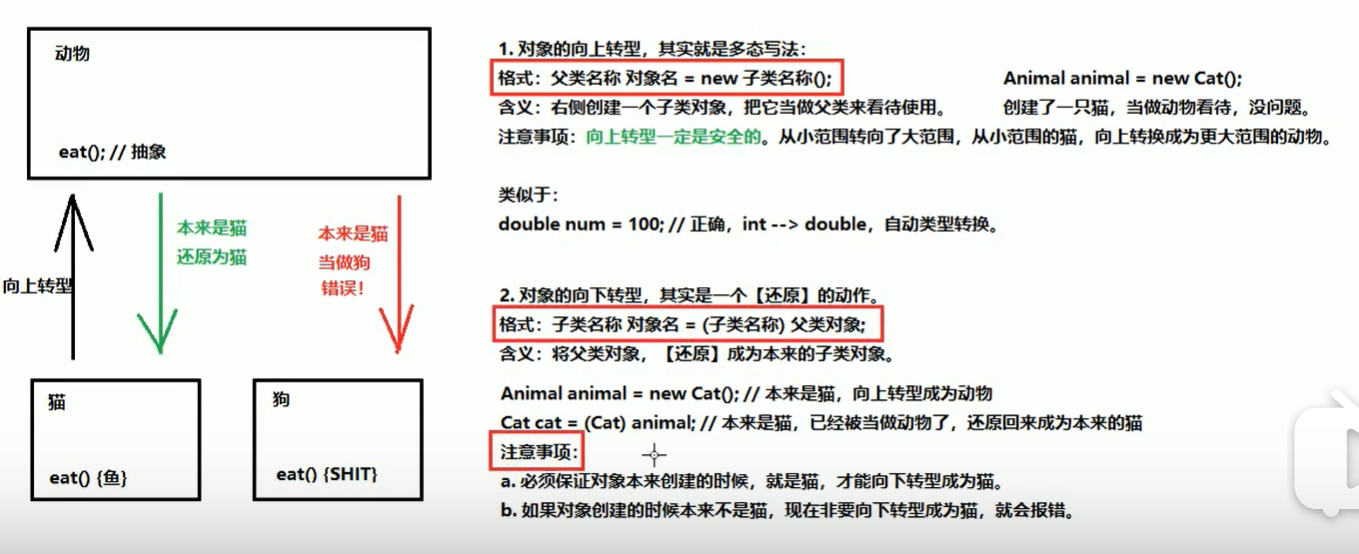 动物
eat(); // 抽象
向上转型
本来是猫
还原为猫
本来是猫
当做狗
错误！
猫
eat() {鱼}
狗
eat() {SHIT}
1. 对象的向上转型，其实就是多态写法：
格式：父类名称 对象名 = new 子类名称();
Animal animal = new Cat();
含义：右侧创建一个子类对象，把它当做父类来看待使用。
创建了一只猫，当做动物看待，没问题。
注意事项：向上转型一定是安全的。从小范围转向了大范围，从小范围的猫，向上转换成为更大范围的动物。
类似于：
double num = 100; // 正确，int --> double，自动类型转换。
2. 对象的向下转型，其实是一个【还原】的动作。
格式：子类名称 对象名 = (子类名称) 父类对象;
含义：将父类对象，【还原】成为本来的子类对象。
Animal animal = new Cat(); // 本来是猫，向上转型成为动物
Cat cat = (Cat) animal; // 本来是猫，已经被当做动物了，还原回来成为本来的猫
注意事项：
a. 必须保证对象本来创建的时候，就是猫，才能向下转型成为猫。
b. 如果对象创建的时候本来不是猫，现在非要向下转型成为猫，就会报错。